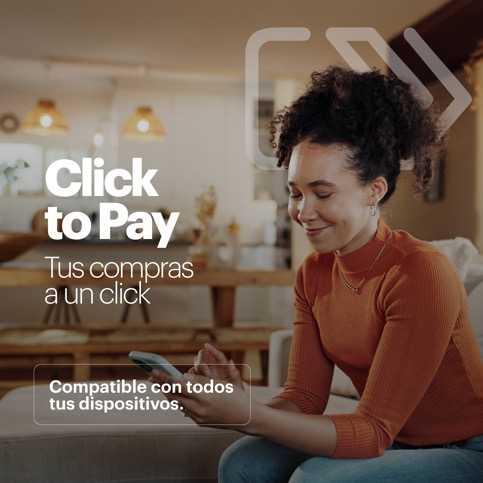 Click
to Pay
Tus compras
a un click
Compatible con todos
tus dispositivos.